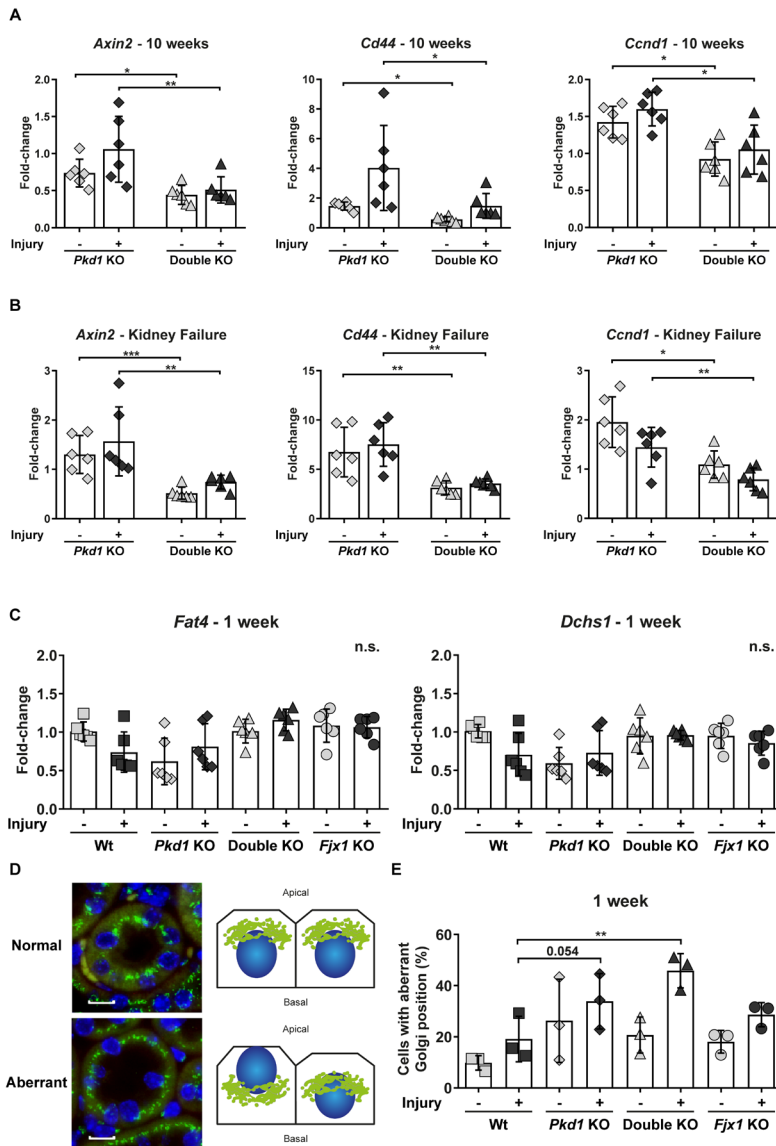 A
Axin2 - 10 weeks
Cd44 - 10 weeks
Ccnd1 - 10 weeks
Fold-change
2.0
1.5
1.0
0.5
0
*
**
Fold-change
10
8
6
4
2
0
*
*
Fold-change
2.0
1.5
1.0
0.5
0.0
*
*
Injury - + - +
Pkd1 KO Double KO
- + - +
Pkd1 KO Double KO
- + - +
Pkd1 KO Double KO
B
Axin2 - Kidney Failure
Cd44 - Kidney Failure
Ccnd1 - Kidney Failure
Fold-change
3
2
1
0
***
**
Fold-change
15
10
5
0
**
**
Fold-change
3
2
1
0
*
**
Injury - + - +
Pkd1 KO Double KO
- + - +
Pkd1 KO Double KO
- + - +
Pkd1 KO Double KO
C
Fat4 - 1 week
Dchs1 - 1 week
n.s.
n.s.
Fold-change
2.0
1.5
1.0
0.5
0.0
Fold-change
2.0
1.5
1.0
0.5
0.0
Injury - + - + - + - +
Wt Pkd1 KO Double KO Fjx1 KO
Injury - + - + - + - +
Wt Pkd1 KO Double KO Fjx1 KO
D
Normal
Apical
Basal
Aberrant
Apical
Basal
E
1 week
Cells with aberrant
Golgi position (%)
60
40
20
0
**
0.054
Injury - + - + - + - +
Wt Pkd1 KO Double KO Fjx1 KO